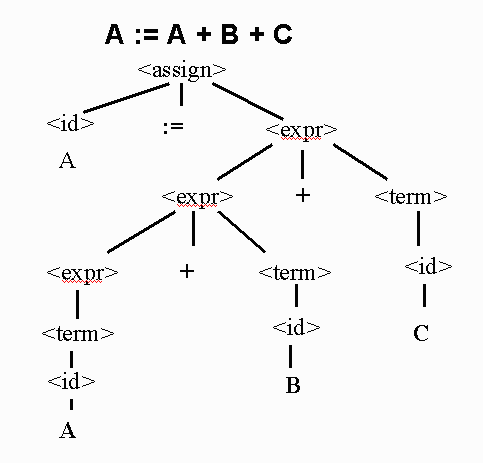 A := A + B + C
<assign>
<id> := <expr>
A
<expr> + <term>
<expr> + <term> <id>
<term> <id> C
<id> B
A